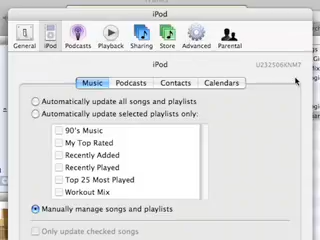 iPod
General
iPod
Podcasts
Playback
Sharing
Store
Advanced
Parental
iPod
U232506KNM7
Music
Podcasts
Contacts
Calendars
Automatically update all songs and playlists
Automatically update selected playlists only:
90's Music
My Top Rated
Recently Added
Recently Played
Top 25 Most Played
Workout Mix
Manually manage songs and playlists
Only update checked songs